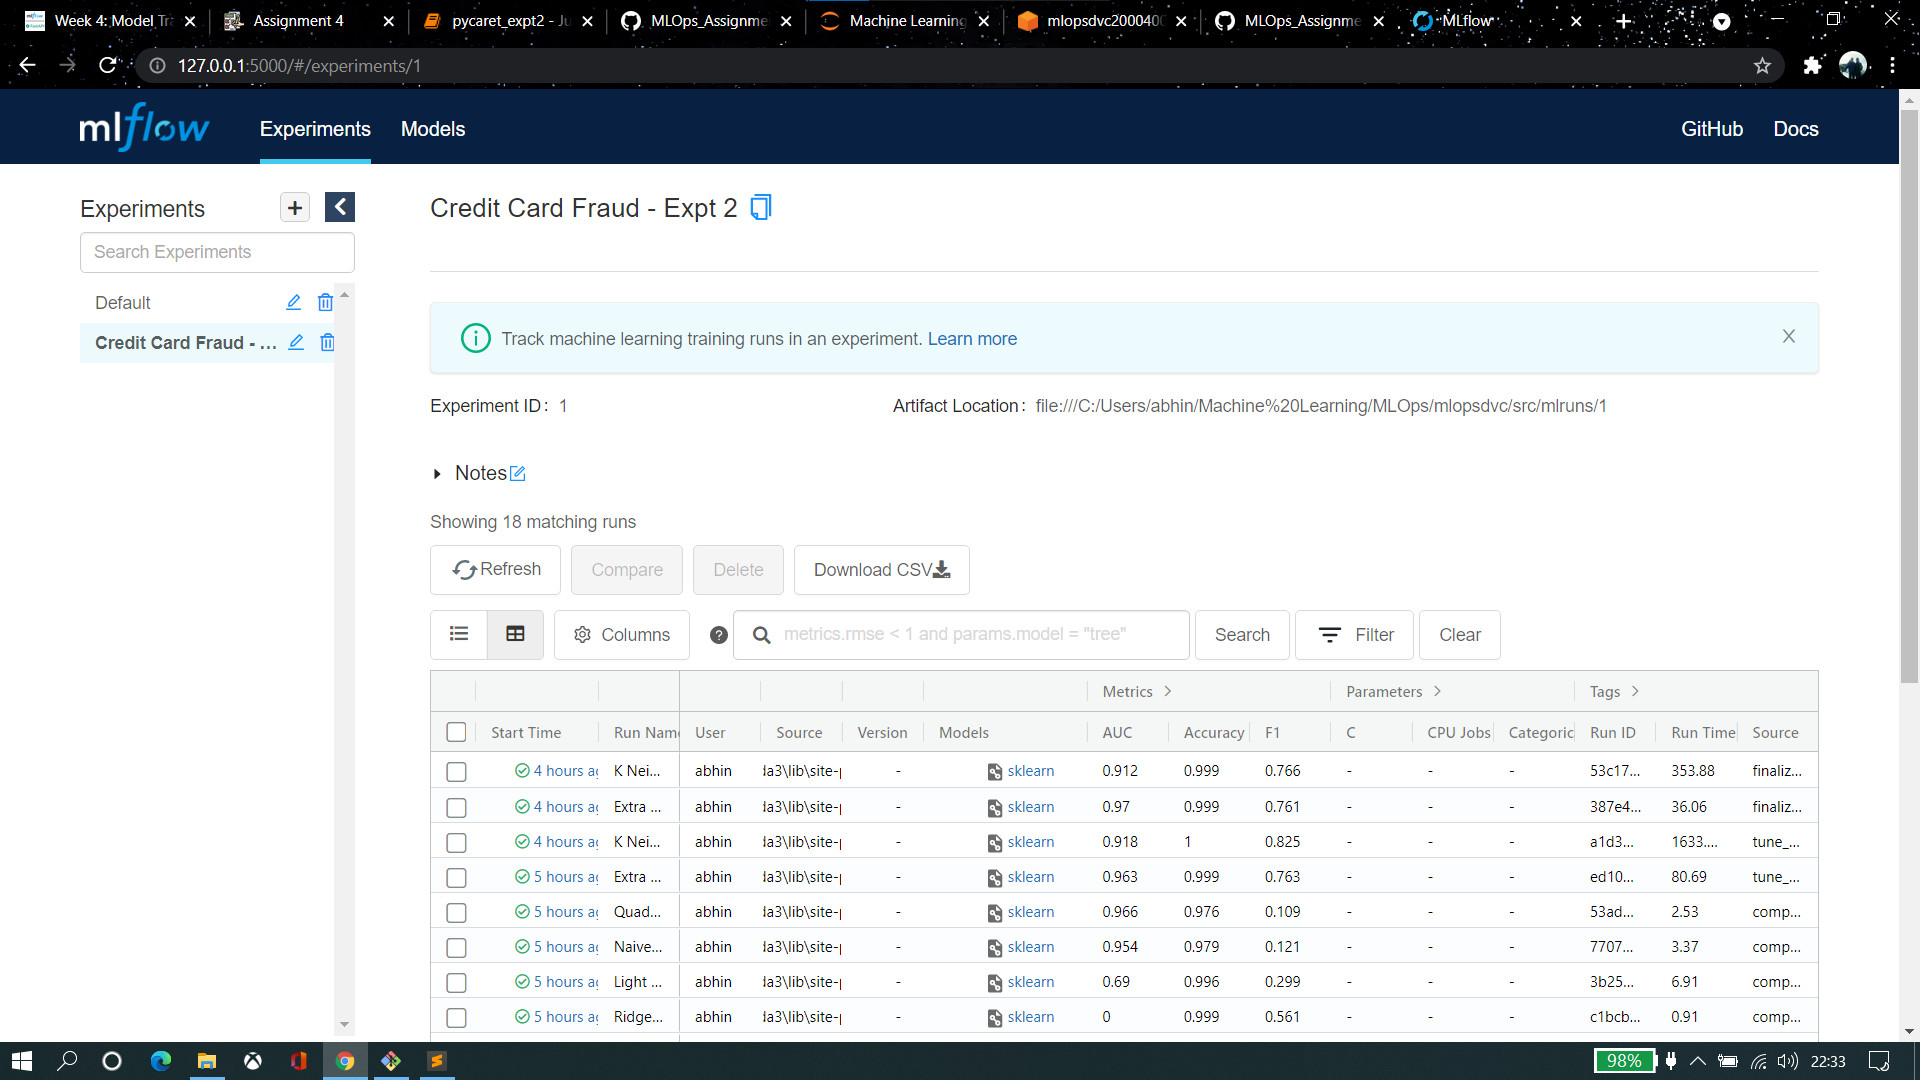 Week 4: Model Tra
Assignment 4
pycaret_expt2 - Ju
MLOps_Assignme
Machine Learning
mlopsdvc200040
MLOps_Assignme
MLflow
127.0.0.1:5000/#/experiments/1
mlflow
Experiments
Models
GitHub
Docs
Experiments
Search Experiments
Default
Credit Card Fraud - ...
Credit Card Fraud - Expt 2
Track machine learning training runs in an experiment. Learn more
Experiment ID: 1
Artifact Location: file:///C:/Users/abhin/Machine%20Learning/MLOps/mlopsdvc/src/mlruns/1
Notes
Showing 18 matching runs
Refresh
Compare
Delete
Download CSV
Columns
metrics.rmse < 1 and params.model = "tree"
Search
Filter
Clear
Metrics > Parameters > Tags >
Start Time Run Name User Source Version Models AUC Accuracy F1 C CPU Jobs Categoric Run ID Run Time Source
4 hours ag K Nei... abhin da3\lib\site-p - sklearn 0.912 0.999 0.766 - - - 53c17... 353.88 finaliz...
4 hours ag Extra ... abhin da3\lib\site-p - sklearn 0.97 0.999 0.761 - - - 387e4... 36.06 finaliz...
4 hours ag K Nei... abhin da3\lib\site-p - sklearn 0.918 1 0.825 - - - a1d3... 1633.... tune_...
5 hours ag Extra ... abhin da3\lib\site-p - sklearn 0.963 0.999 0.763 - - - ed10... 80.69 tune_...
5 hours ag Quad... abhin da3\lib\site-p - sklearn 0.966 0.976 0.109 - - - 53ad... 2.53 comp...
5 hours ag Naive... abhin da3\lib\site-p - sklearn 0.954 0.979 0.121 - - - 7707... 3.37 comp...
5 hours ag Light ... abhin da3\lib\site-p - sklearn 0.69 0.996 0.299 - - - 3b25... 6.91 comp...
5 hours ag Ridge... abhin da3\lib\site-p - sklearn 0 0.999 0.561 - - - c1bcb... 0.91 comp...
98%
22:33